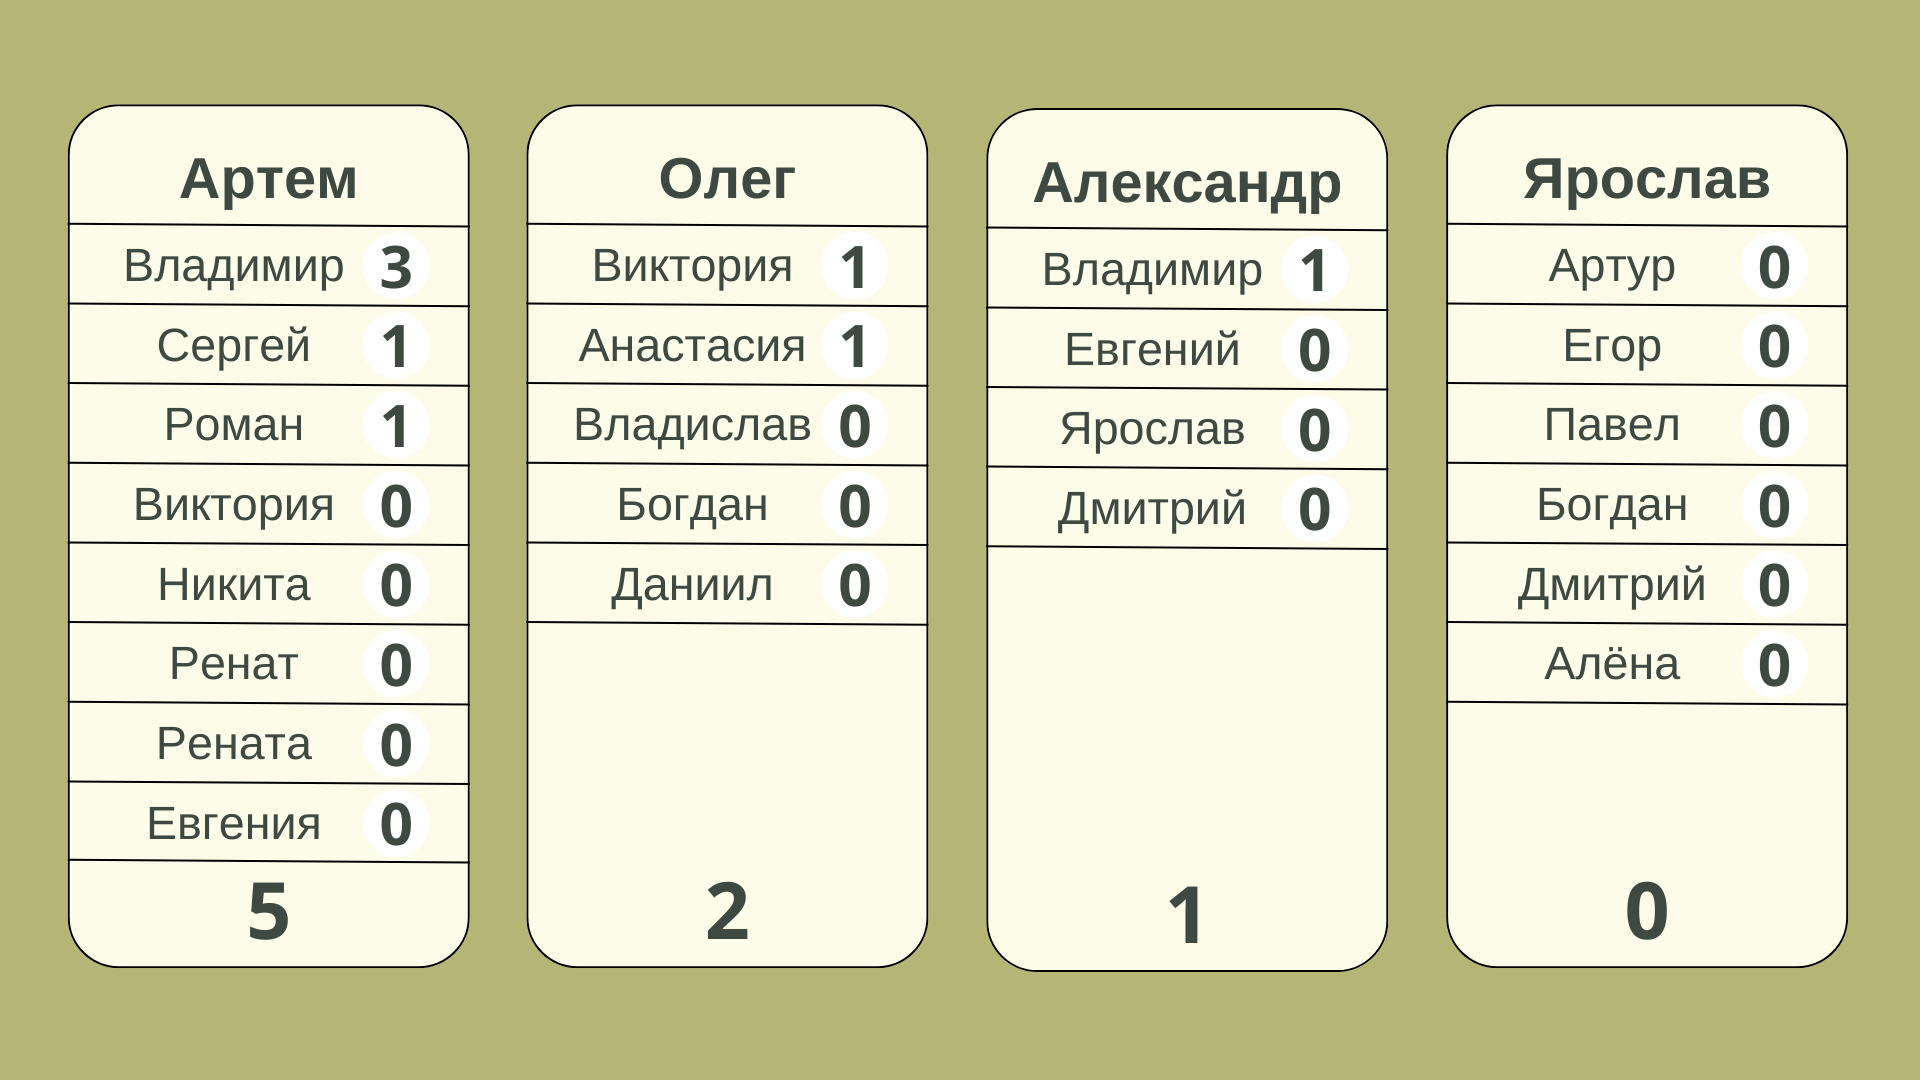 Артем
Владимир 3
Сергей 1
Роман 1
Виктория 0
Никита 0
Ренат 0
Рената 0
Евгения 0
5
Олег
Виктория 1
Анастасия 1
Владислав 0
Богдан 0
Даниил 0
2
Александр
Владимир 1
Евгений 0
Ярослав 0
Дмитрий 0
1
Ярослав
Артур 0
Егор 0
Павел 0
Богдан 0
Дмитрий 0
Алёна 0
0